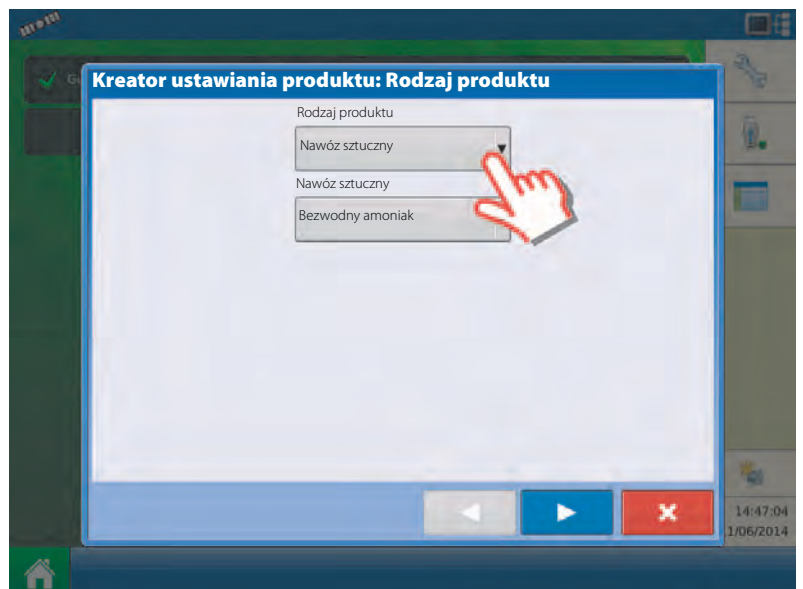 Kreator ustawiania produktu: Rodzaj produktu
Rodzaj produktu
Nawóz sztuczny
Nawóz sztuczny
Bezwodny amoniak
14:47:04
1/06/2014